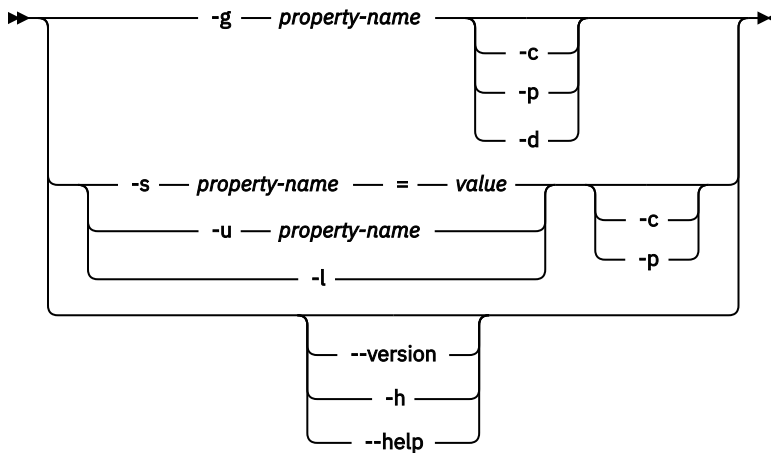 -g property-name
-c
-p
-d
-s property-name = value
-u property-name
-l
-c
-p
--version
-h
--help